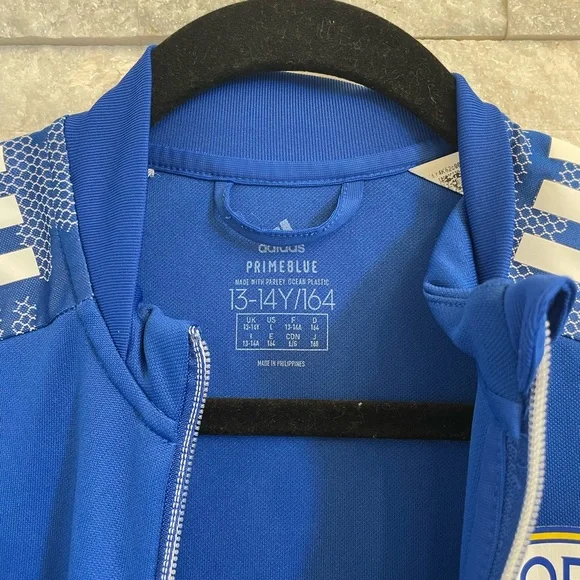 adidas
PRIMEBLUE
MADE WITH PARLEY OCEAN PLASTIC
13-14Y/164
UK US F D
13-14Y L 13-14A 164
I E CDN J
13-14A 164 L/G 160
MADE IN PHILIPPINES